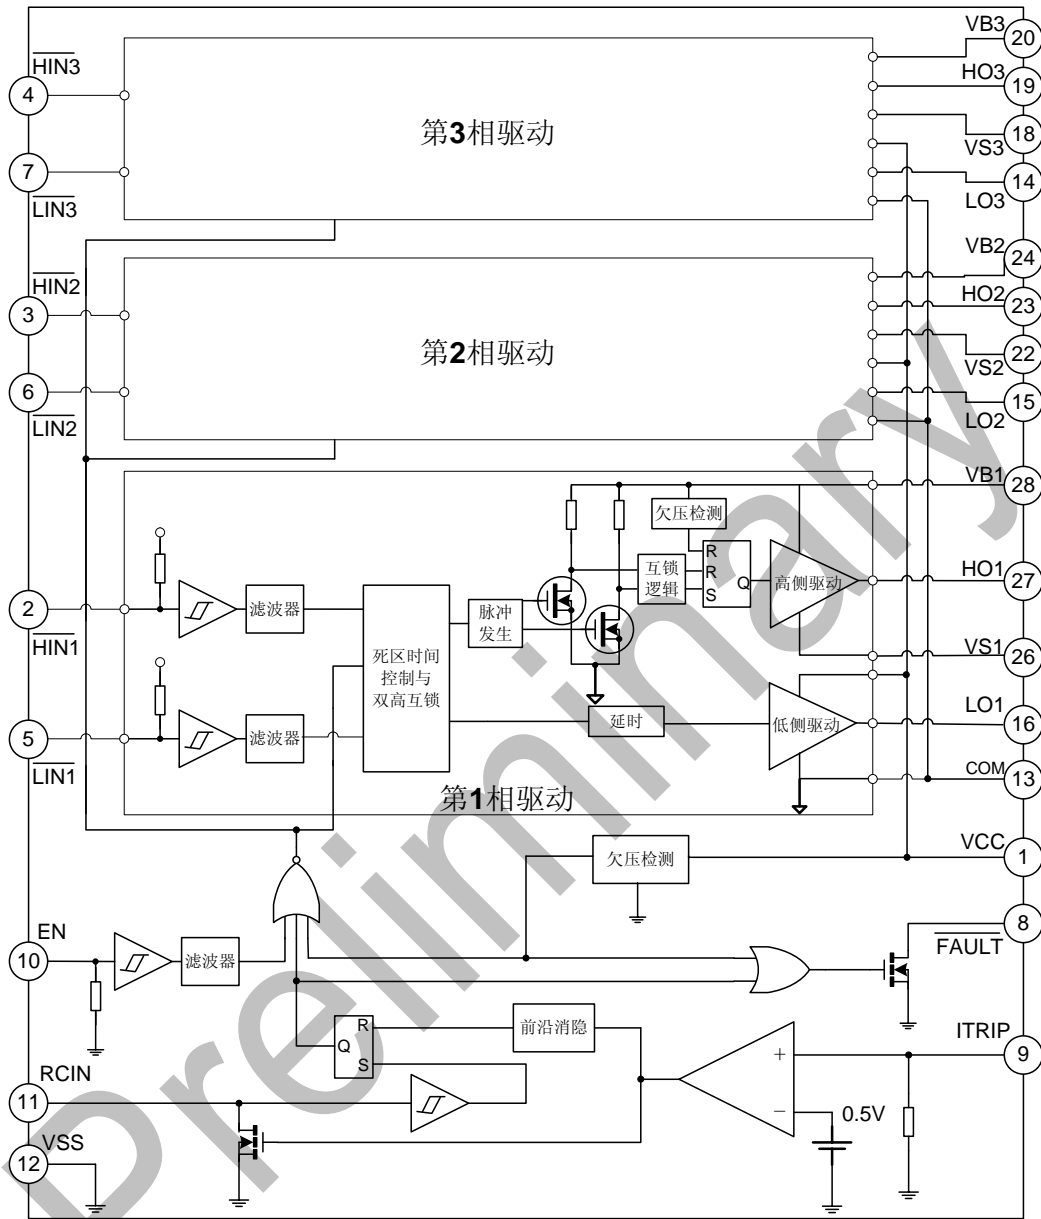 VB3
20
HIN3
HO3
4
19
第3相驱动
18
VS3
7
14
LIN3
LO3
VB2
24
HIN2
HO2
3
23
第2相驱动
22
VS2
6
15
LIN2
LO2
VB1
28
欠压检测
R
互锁逻辑
R
S
Q
高侧驱动
HO1
27
2
HIN1
滤波器
脉冲发生
死区时间控制与双高互锁
VS1
26
LO1
16
延时
低侧驱动
5
LIN1
滤波器
COM
13
第1相驱动
VCC
1
欠压检测
8
FAULT
EN
10
滤波器
前沿消隐
R
Q
S
ITRIP
9
+
−
0.5V
RCIN
11
VSS
12
Preliminary